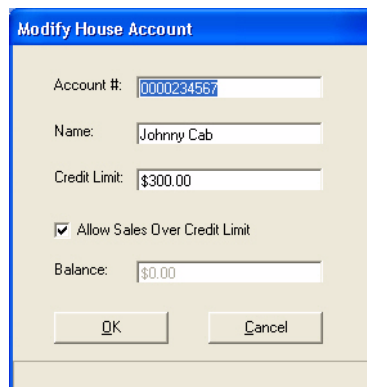 Modify House Account
Account #: 0000234567
Name: Johnny Cab
Credit Limit: $300.00
Allow Sales Over Credit Limit
Balance: $0.00
OK Cancel